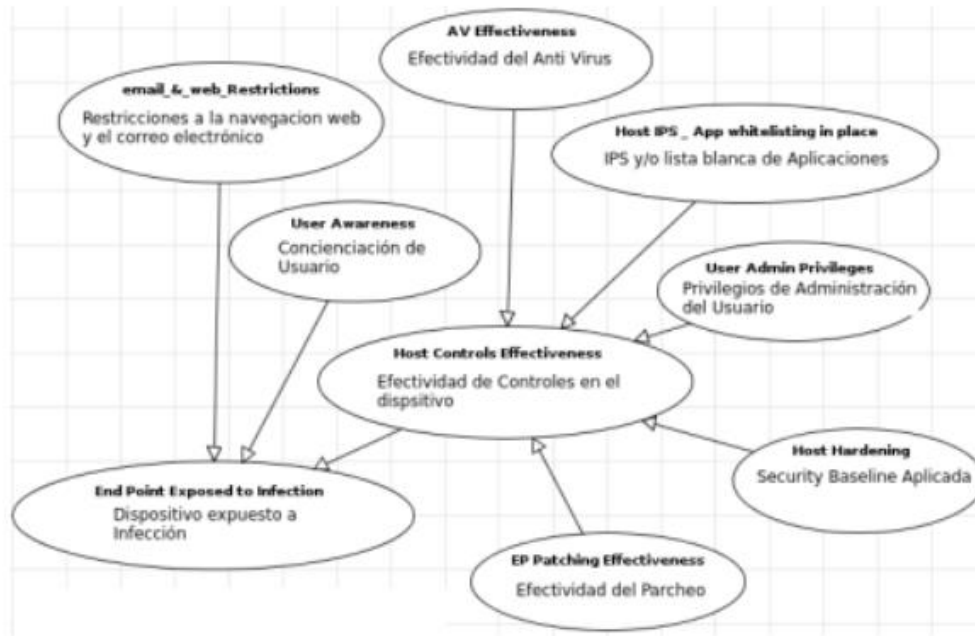 AV Effectiveness
Efectividad del Anti Virus
email_&_web_Restrictions
Restricciones a la navegacion web
y el correo electrónico
Host IPS _ App whitelisting in place
IPS y/o lista blanca de Aplicaciones
User Awareness
Concienciación de
Usuario
User Admin Privileges
Privilegios de Administración
del Usuario
Host Controls Effectiveness
Efectividad de Controles en el
dispsitivo
Host Hardening
Security Baseline Aplicada
End Point Exposed to Infection
Dispositivo expuesto a
Infección
EP Patching Effectiveness
Efectividad del Parcheo